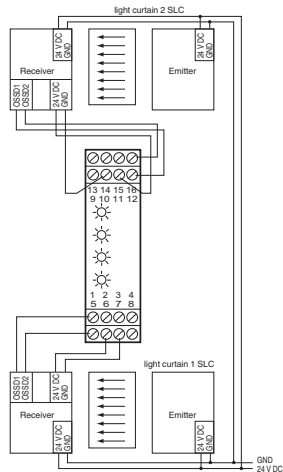 light curtain 2 SLC
24 V DC
GND
24 V DC
GND
Receiver
Emitter
OSSD1
OSSD2
24 V DC
GND
13 14 15 16
9 10 11 12
1 2 3 4
5 6 7 8
light curtain 1 SLC
OSSD1
OSSD2
24 V DC
GND
Receiver
Emitter
24 V DC
GND
24 V DC
GND
GND
24 V DC